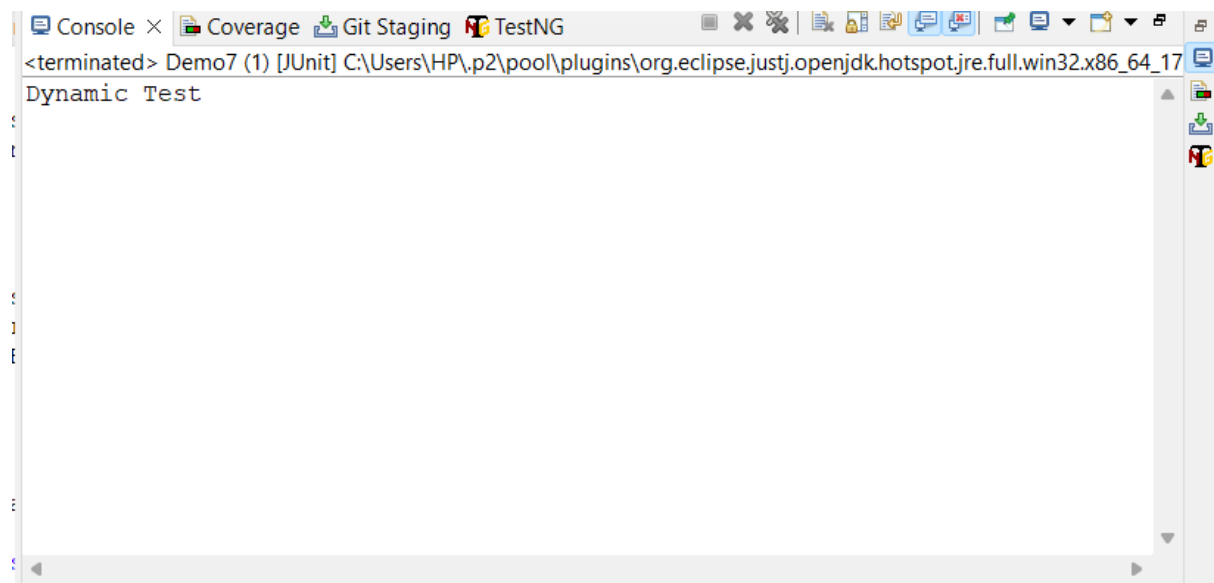 Console Coverage Git Staging TestNG
<terminated> Demo7 (1) [JUnit] C:\Users\HP\.p2\pool\plugins\org.eclipse.justj.openjdk.hotspot.jre.full.win32.x86_64_17
Dynamic Test